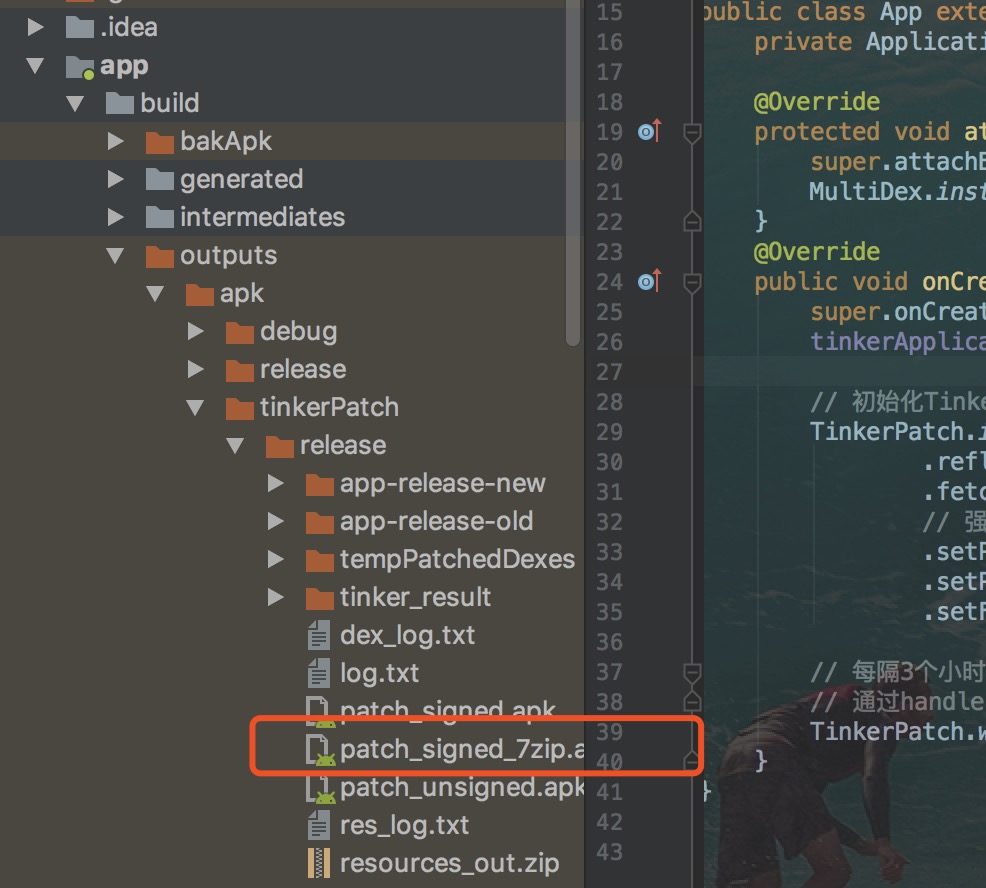 .idea
app
build
bakApk
generated
intermediates
outputs
apk
debug
release
tinkerPatch
release
app-release-new
app-release-old
tempPatchedDexes
tinker_result
dex_log.txt
log.txt
patch_signed.apk
patch_signed_7zip.a
patch_unsigned.apk
res_log.txt
resources_out.zip
15 public class App exte
16 private Applicati
17
18 @Override
19 protected void at
20 super.attachB
21 MultiDex.inst
22 }
23 @Override
24 public void onCre
25 super.onCreat
26 tinkerApplica
27
28 // 初始化Tinke
29 TinkerPatch.i
30 .refl
31 .fetc
32 // 强
33 .setP
34 .setP
35 .setF
36
37 // 每隔3个小时
38 // 通过handle
39 TinkerPatch.w
40 }
41 }
42
43